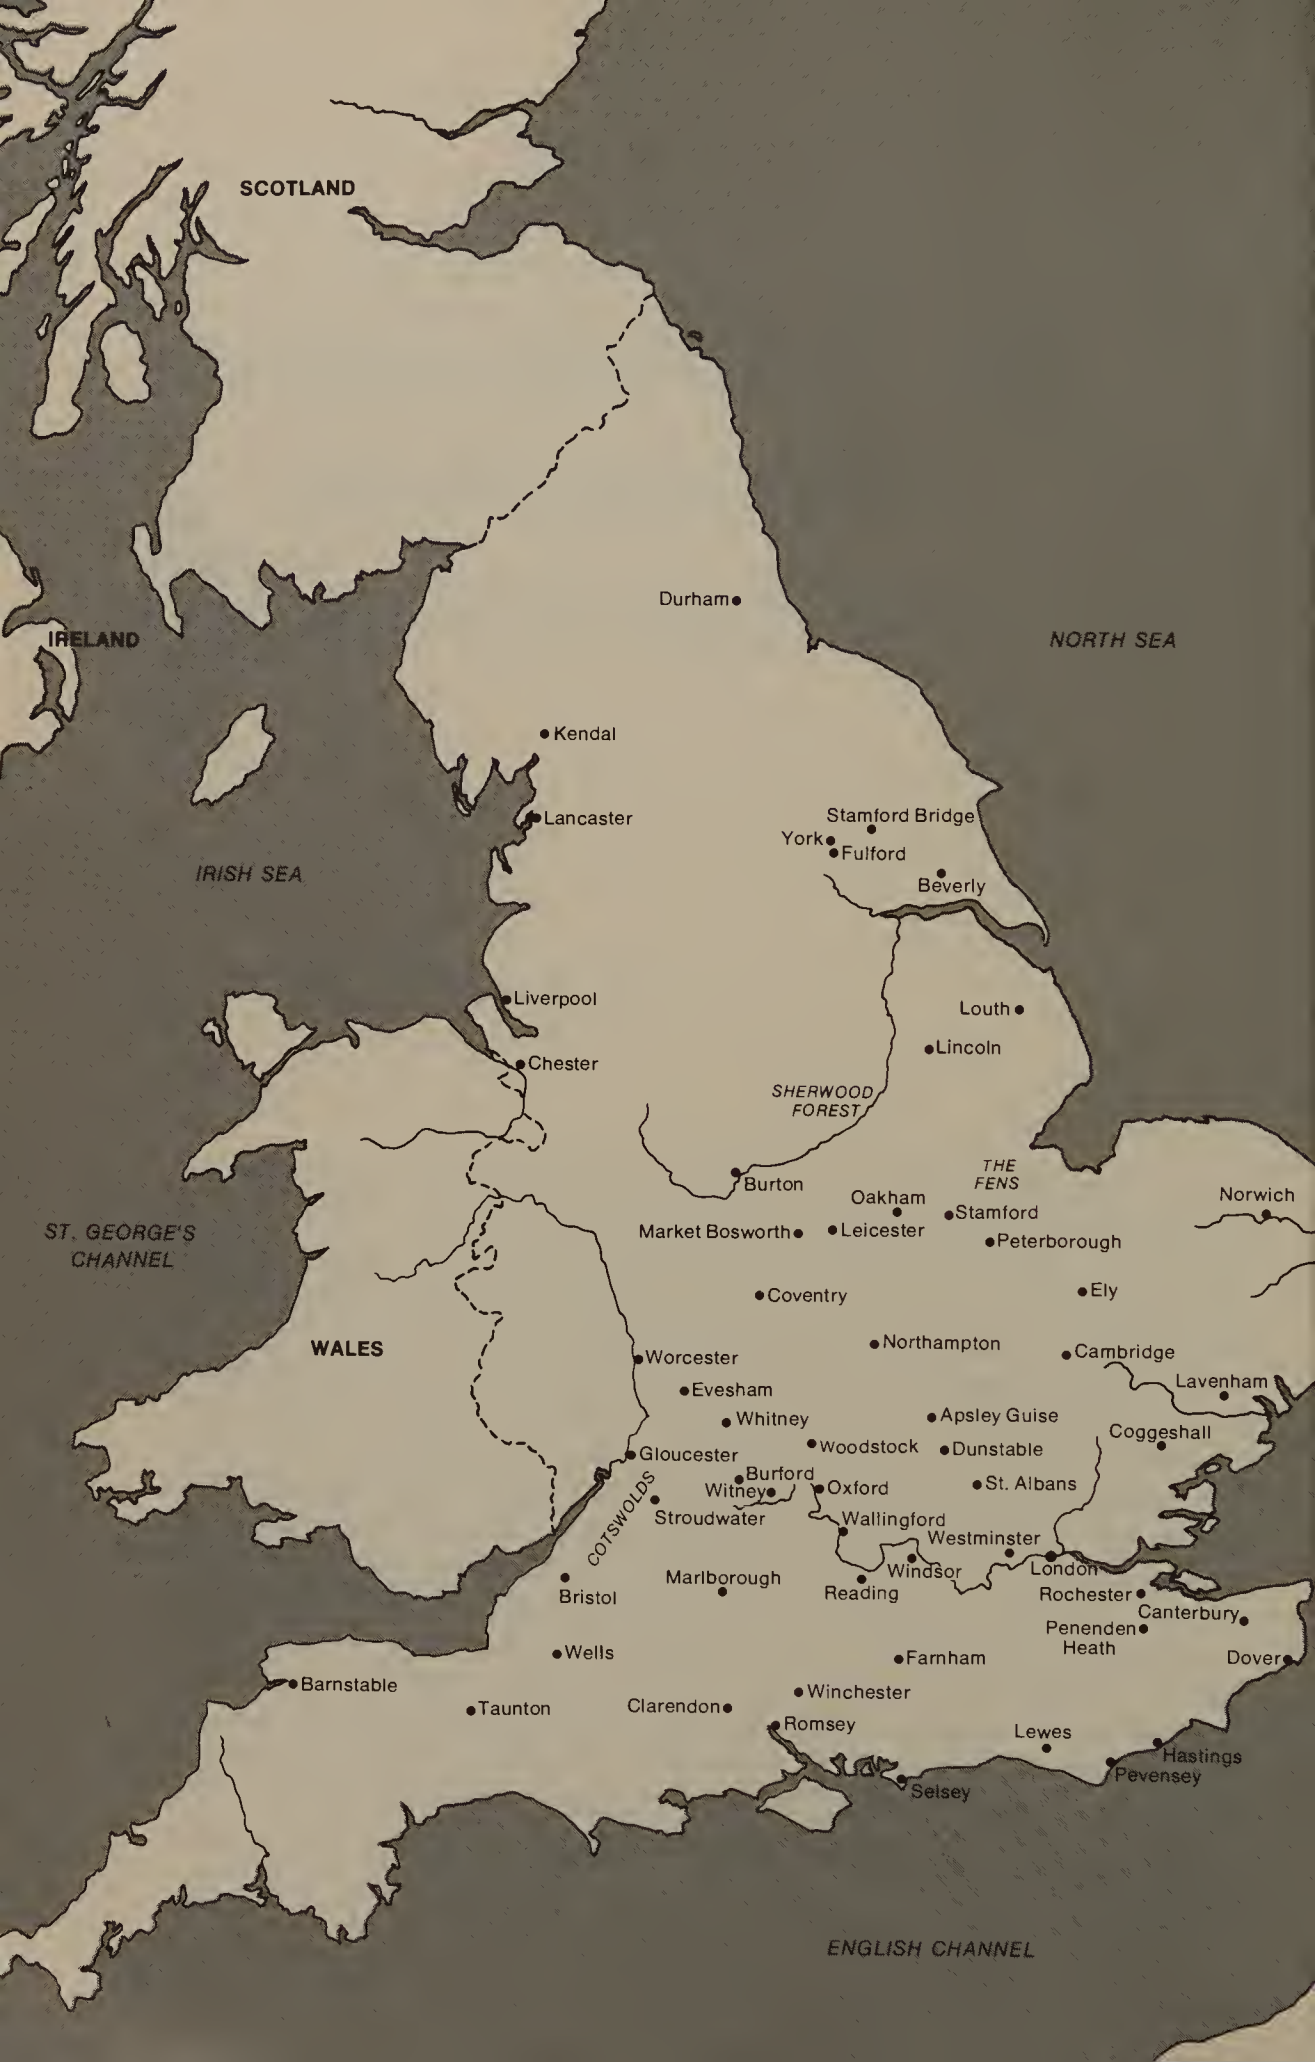 SCOTLAND
Durham
IRELAND
NORTH SEA
Kendal
Lancaster
Stamford Bridge
York
Fulford
IRISH SEA
Beverly
Liverpool
Louth
Lincoln
Chester
SHERWOOD
FOREST
THE
FENS
Burton
Oakham
Norwich
Stamford
ST. GEORGE'S
CHANNEL
Market Bosworth
Leicester
Peterborough
Coventry
Ely
WALES
Northampton
Cambridge
Worcester
Lavenham
Evesham
Whitney
Apsley Guise
Coggeshall
Woodstock
Dunstable
Gloucester
Burford
Witney
Oxford
St. Albans
COTSWOLDS
Stroudwater
Wallingford
Westminster
London
Windsor
Marlborough
Reading
Bristol
Rochester
Canterbury
Penenden
Heath
Wells
Farnham
Dover
Barnstable
Winchester
Taunton
Clarendon
Romsey
Lewes
Hastings
Pevensey
Selsey
ENGLISH CHANNEL